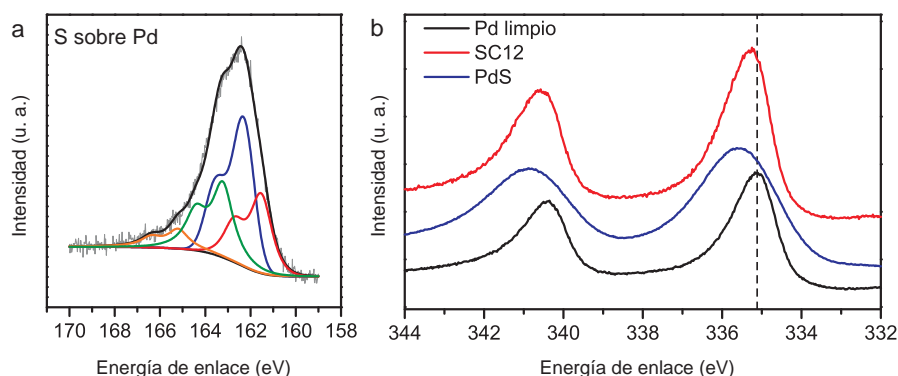 a
S sobre Pd
Intensidad (u. a.)
170 168 166 164 162 160 158
Energía de enlace (eV)
b
Pd limpio
SC12
PdS
Intensidad (u. a.)
344 342 340 338 336 334 332
Energía de enlace (eV)